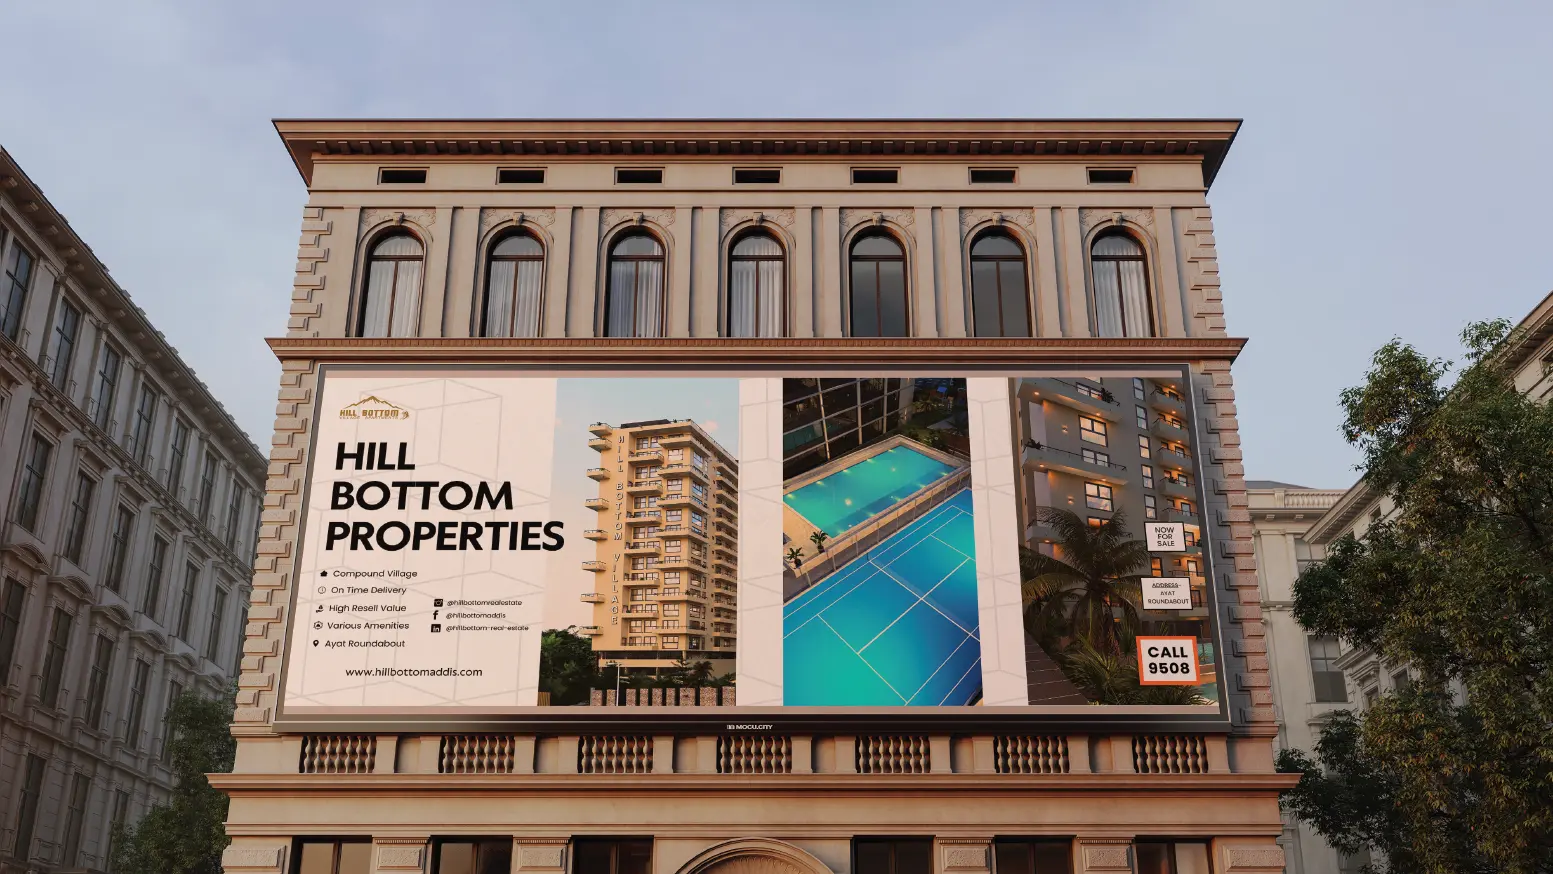 HILL BOTTOM
HILL
BOTTOM
PROPERTIES
Compound Village
On Time Delivery
High Resell Value
Various Amenities
Ayat Roundabout
@hillbottomrealestate
@hillbottomaddis
@hillbottom-real-estate
www.hillbottomaddis.com
HILL BOTTOM VILLAGE
NOW
FOR
SALE
ADDRESS-
AYAT
ROUNDABOUT
CALL
9508
MOCU.CITY